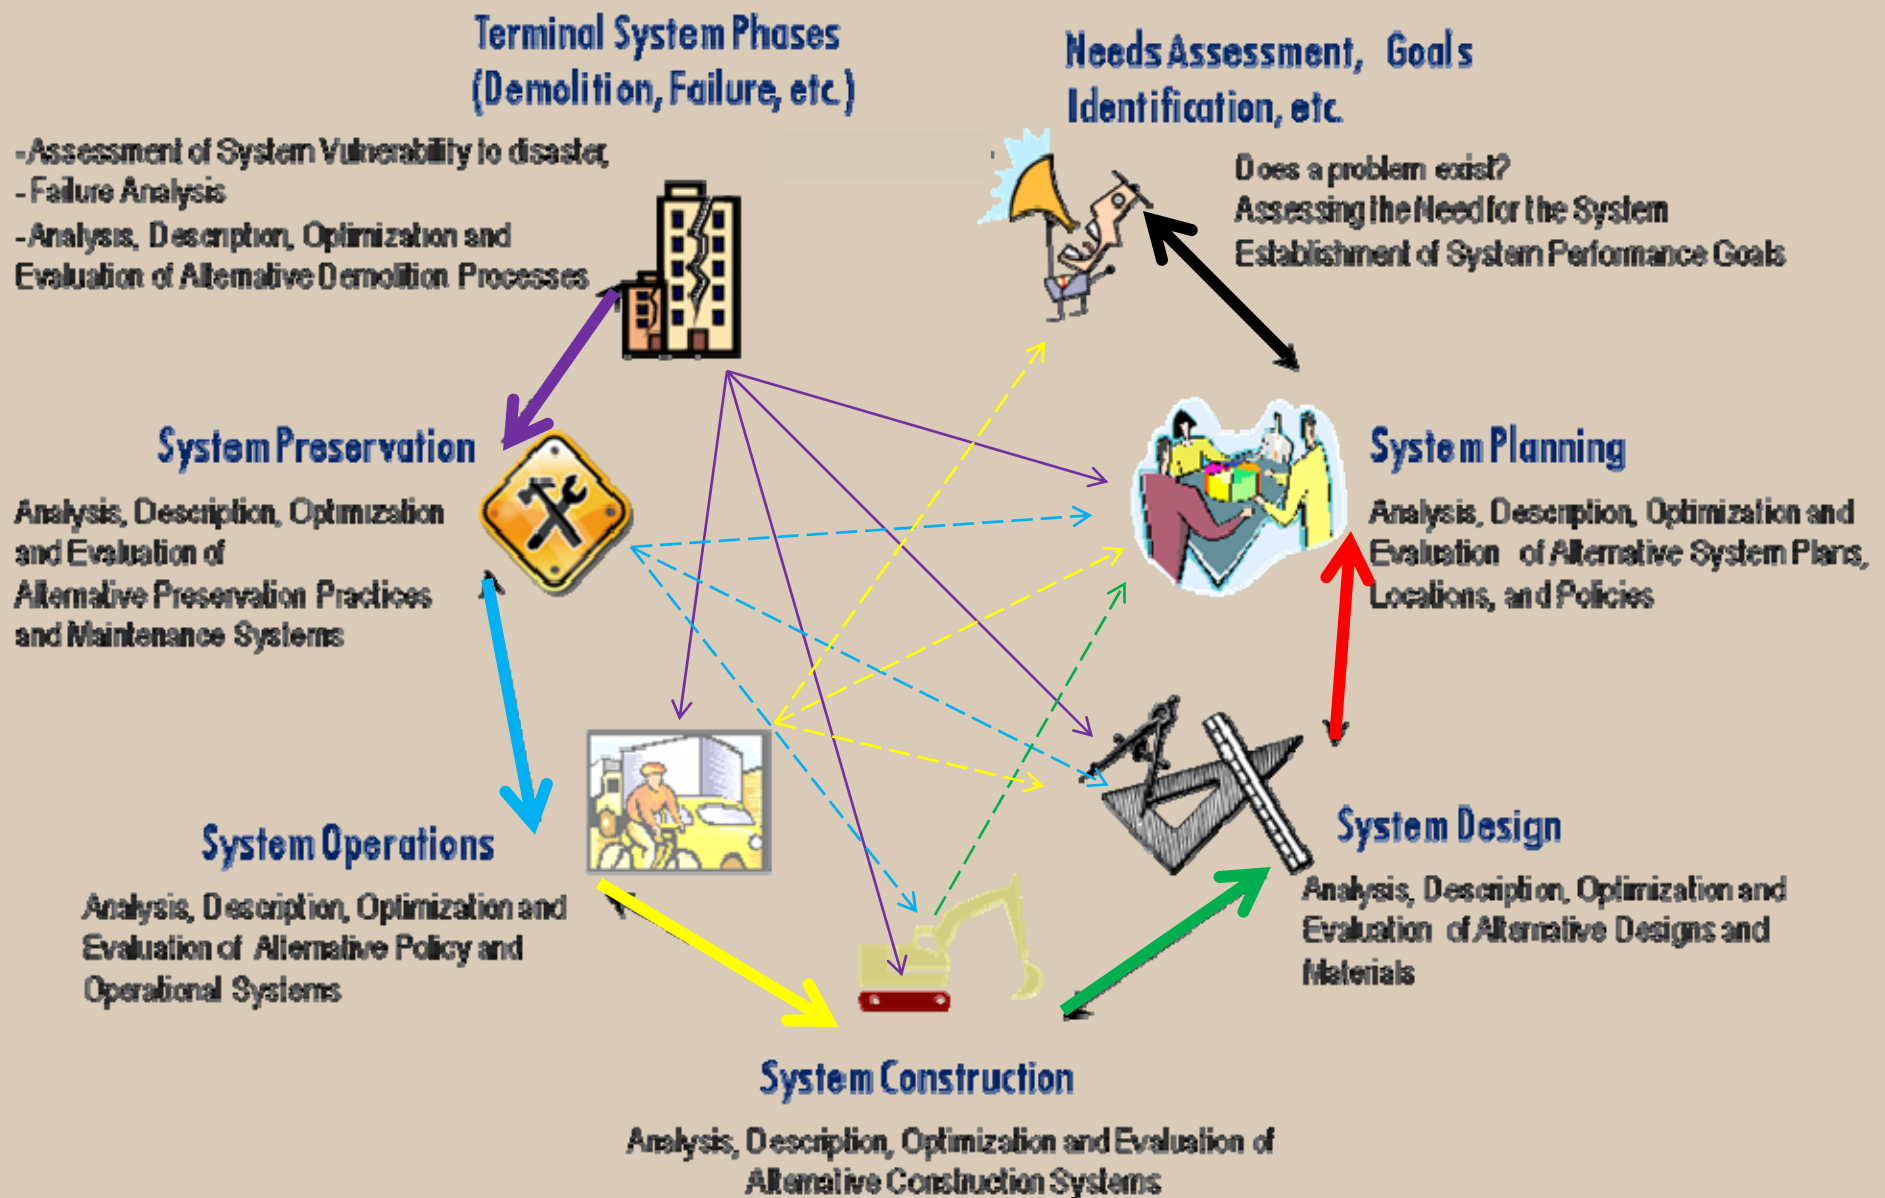 Terminal System Phases
(Demolition, Failure, etc.)
-Assessment of System Vulnerability to disaster,
- Failure Analysis
-Analysis, Description, Optimization and
Evaluation of Alternative Demolition Processes
Needs Assessment, Goals
Identification, etc.
Does a problem exist?
Assessing the Need for the System
Establishment of System Performance Goals
System Preservation
Analysis, Description, Optimization
and Evaluation of
Alternative Preservation Practices
and Maintenance Systems
System Planning
Analysis, Description, Optimization and
Evaluation of Alternative System Plans,
Locations, and Policies
System Operations
Analysis, Description, Optimization and
Evaluation of Alternative Policy and
Operational Systems
System Design
Analysis, Description, Optimization and
Evaluation of Alternative Designs and
Materials
System Construction
Analysis, Description, Optimization and Evaluation of
Alternative Construction Systems